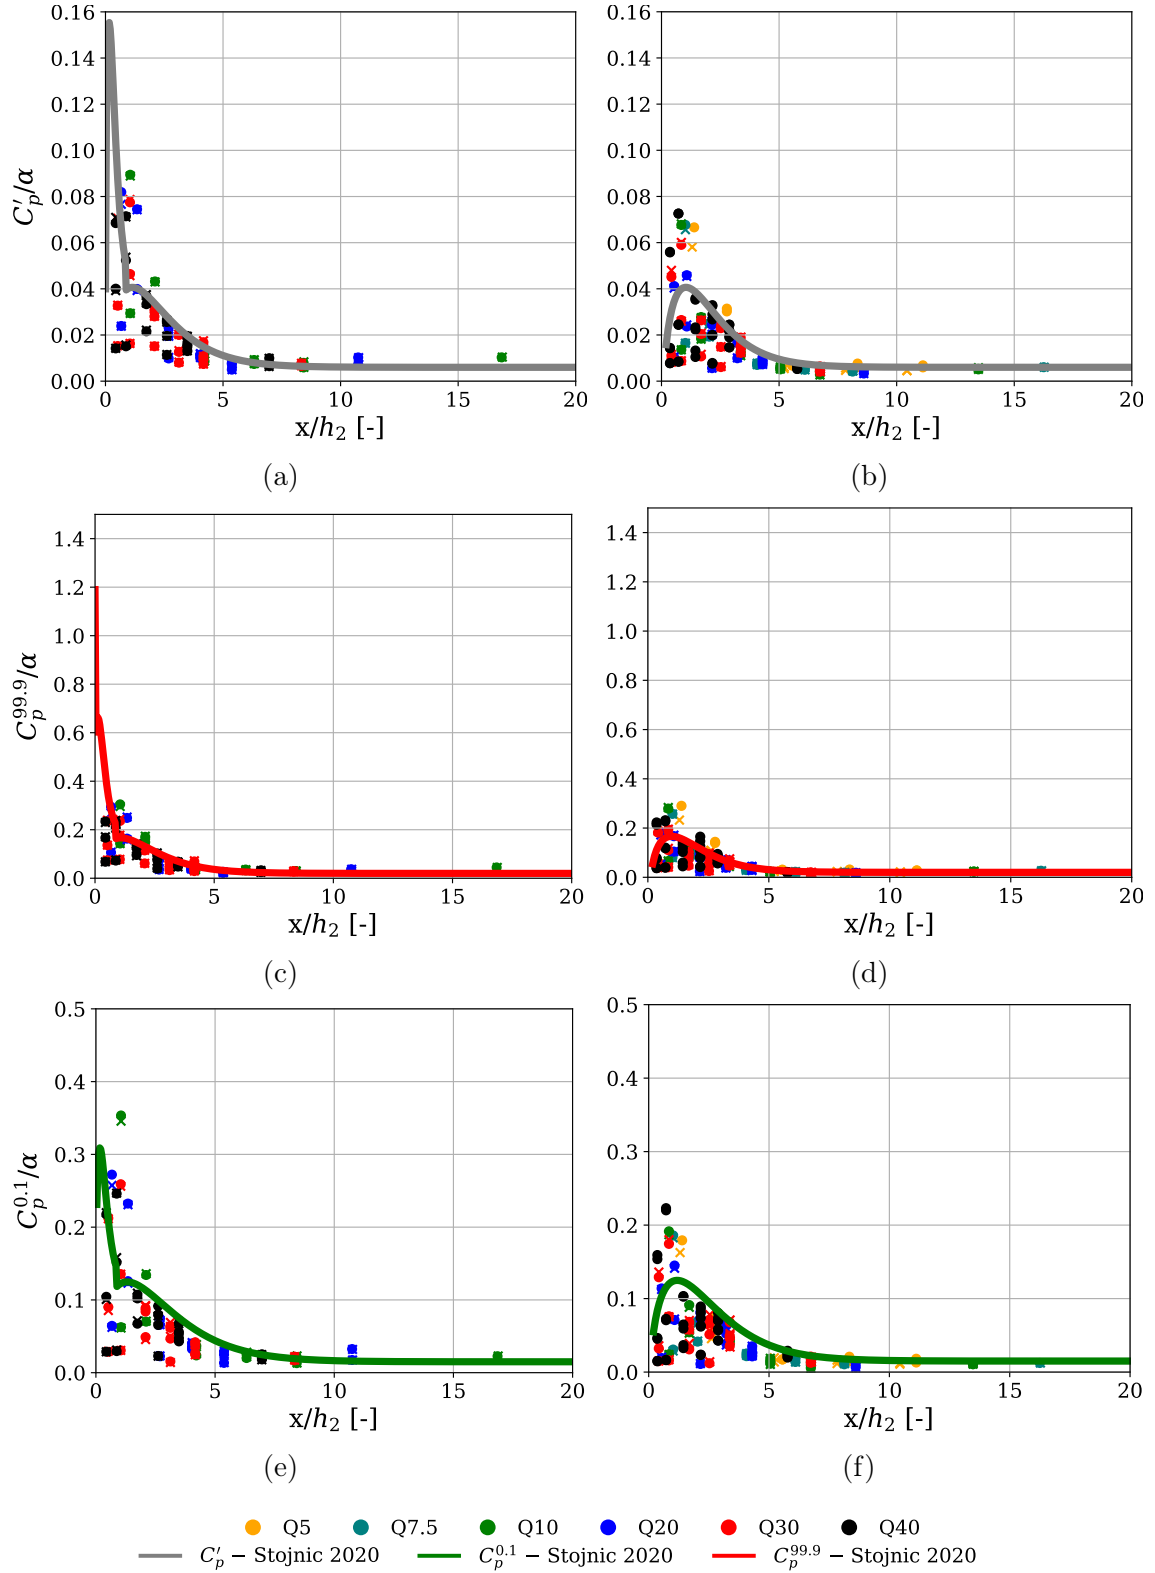 0.16
0.14
0.12
0.10
0.08
0.06
0.04
0.02
0.00
C′p/α
0 5 10 15 20
x/h2 [-]
(a)
0.16
0.14
0.12
0.10
0.08
0.06
0.04
0.02
0.00
0 5 10 15 20
x/h2 [-]
(b)
1.4
1.2
1.0
0.8
0.6
0.4
0.2
0.0
C99.9p/α
0 5 10 15 20
x/h2 [-]
(c)
1.4
1.2
1.0
0.8
0.6
0.4
0.2
0.0
0 5 10 15 20
x/h2 [-]
(d)
0.5
0.4
0.3
0.2
0.1
0.0
C0.1p/α
0 5 10 15 20
x/h2 [-]
(e)
0.5
0.4
0.3
0.2
0.1
0.0
0 5 10 15 20
x/h2 [-]
(f)
Q5 Q7.5 Q10 Q20 Q30 Q40
C′p − Stojnic 2020 C0.1p − Stojnic 2020 C99.9p − Stojnic 2020